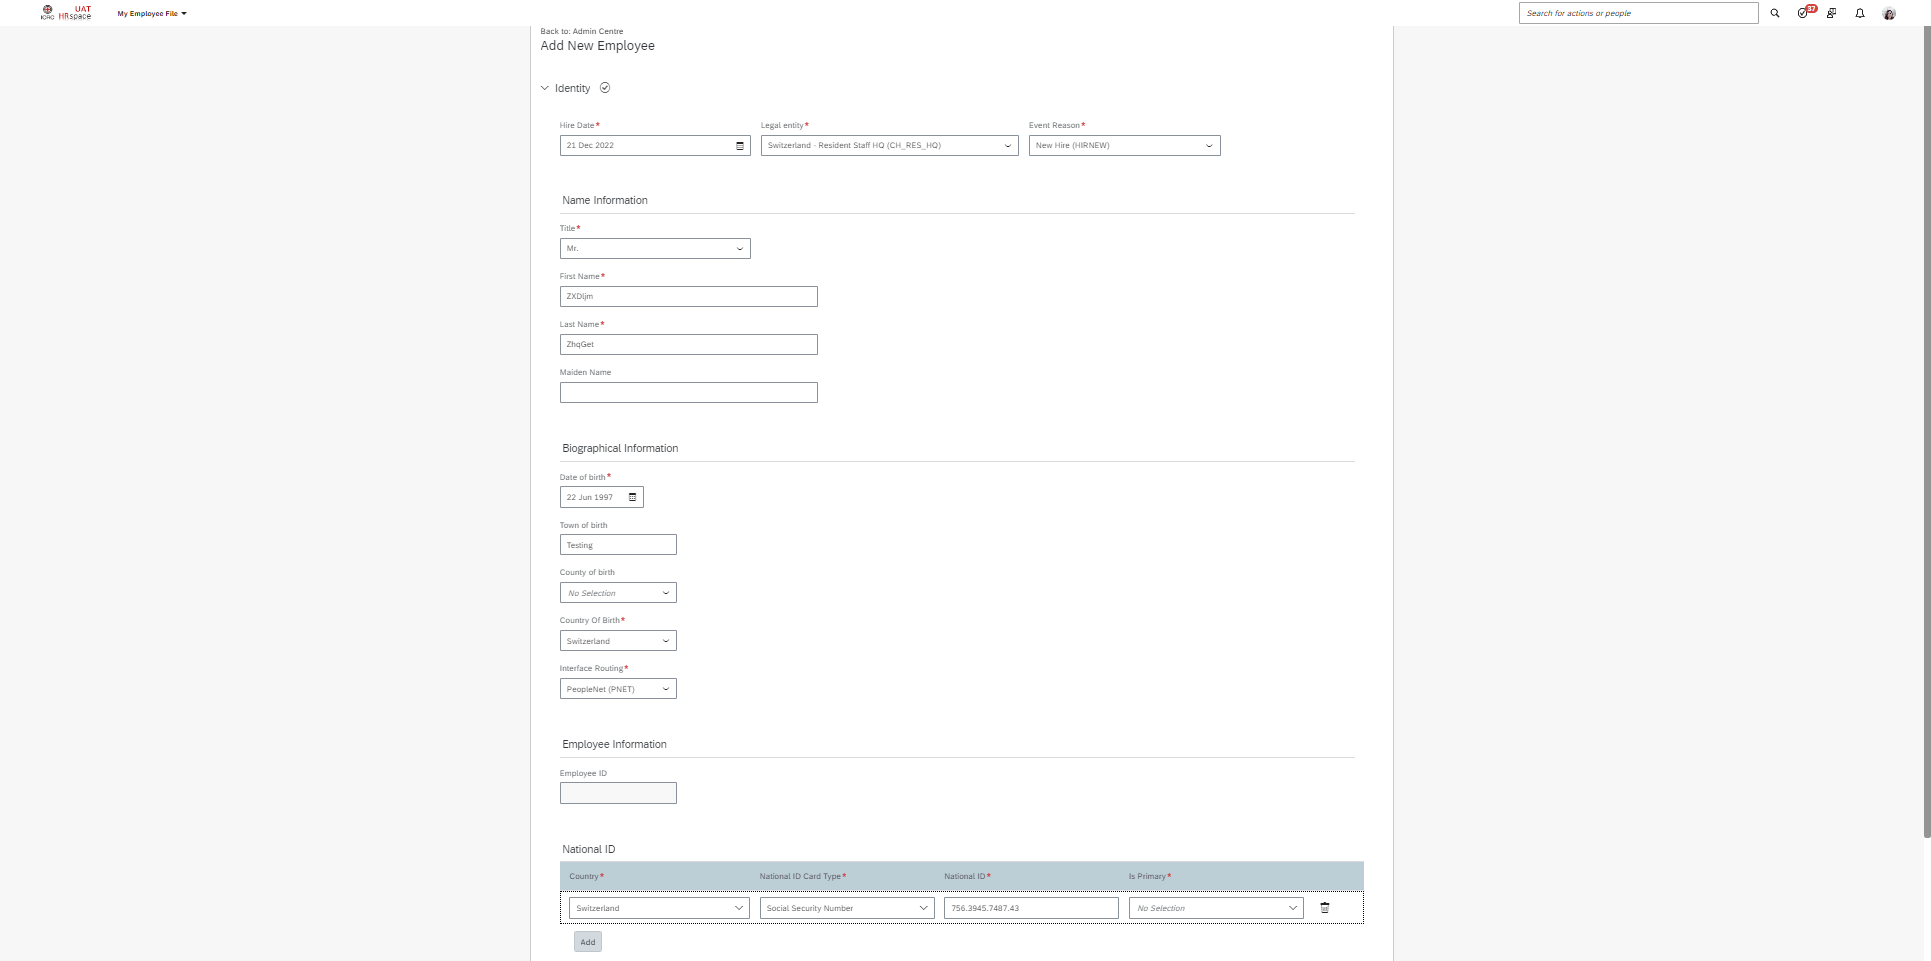 ICRC UAT HRspace My Employee File Search for actions or people 37
Back to: Admin Centre
Add New Employee
Identity
Hire Date* Legal entity* Event Reason*
21 Dec 2022 Switzerland - Resident Staff HQ (CH_RES_HQ) New Hire (HIRNEW)
Name Information
Title*
Mr.
First Name*
ZXDljm
Last Name*
ZhqGet
Maiden Name
Biographical Information
Date of birth*
22 Jun 1997
Town of birth
Testing
County of birth
No Selection
Country Of Birth*
Switzerland
Interface Routing*
PeopleNet (PNET)
Employee Information
Employee ID
National ID
Country* National ID Card Type* National ID* Is Primary*
Switzerland Social Security Number 756.3945.7487.43 No Selection
Add